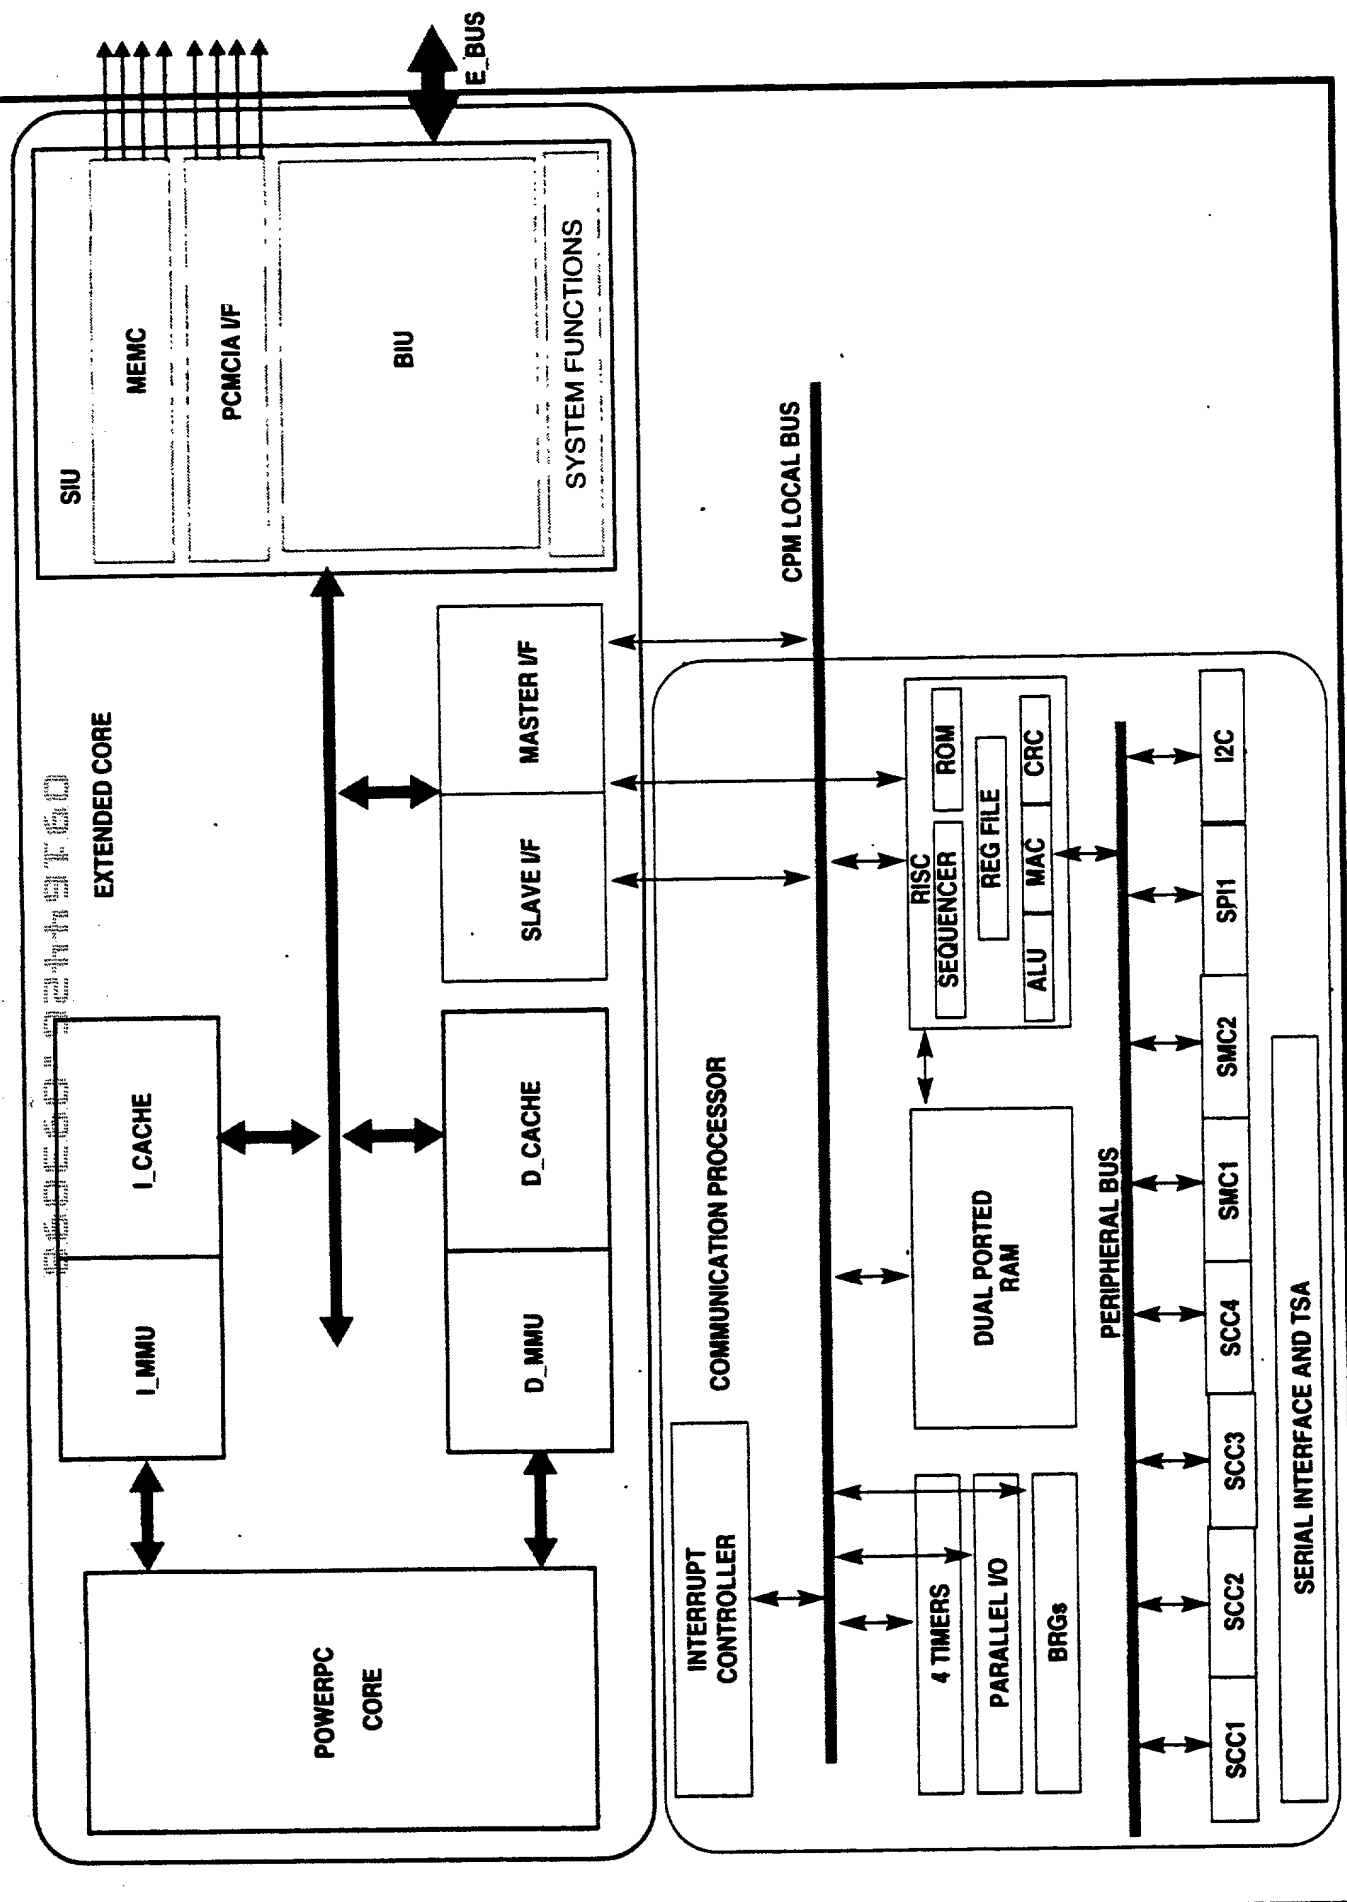 EXTENDED CORE
POWERPC
CORE
I_MMU
I_CACHE
D_MMU
D_CACHE
SLAVE I/F
MASTER I/F
SIU
MEMC
PCMCIA I/F
BIU
SYSTEM FUNCTIONS
E_BUS
INTERRUPT
CONTROLLER
COMMUNICATION PROCESSOR
CPM LOCAL BUS
4 TIMERS
PARALLEL I/O
BRGs
DUAL PORTED
RAM
RISC
SEQUENCER
ROM
REG FILE
ALU
MAC
CRC
PERIPHERAL BUS
SCC1
SCC2
SCC3
SCC4
SMC1
SMC2
SPI1
I2C
SERIAL INTERFACE AND TSA